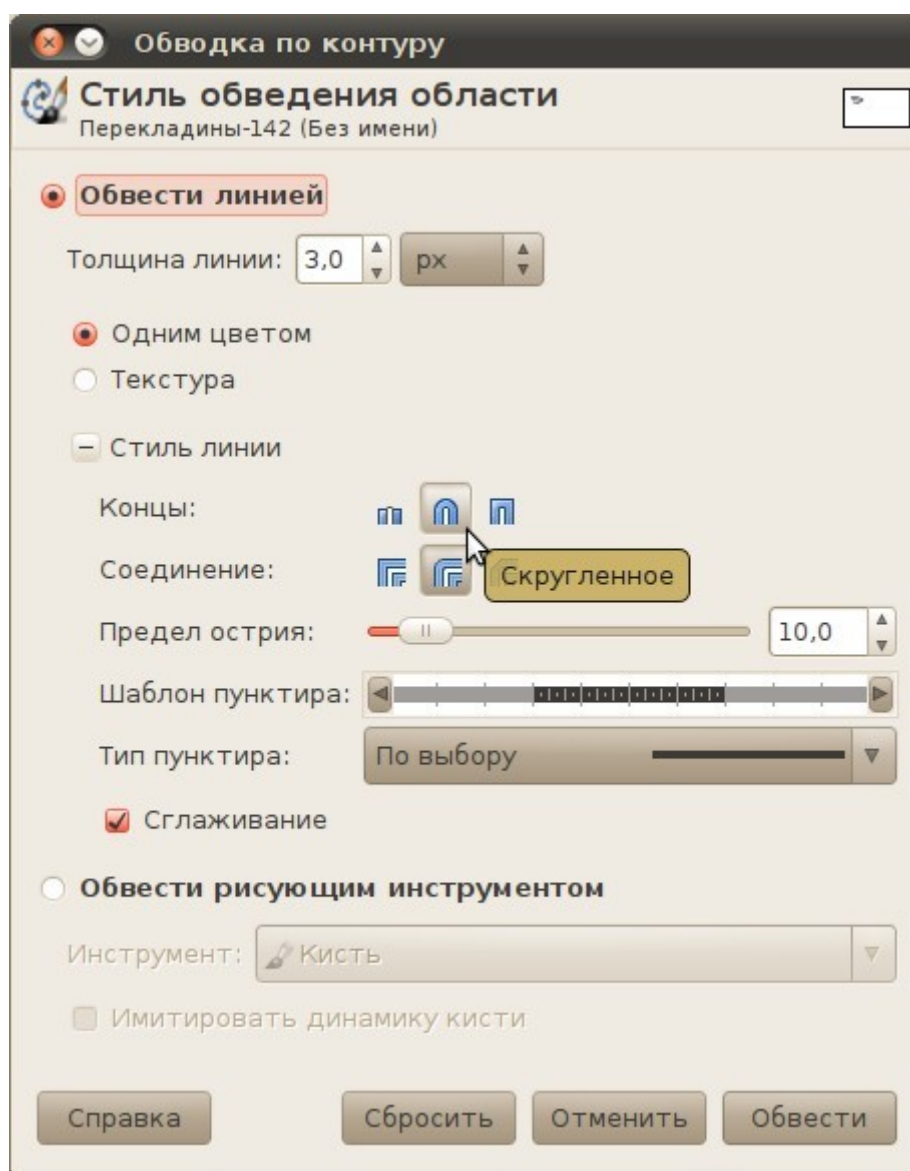 Обводка по контуру
Стиль обведения области
Перекладины-142 (Без имени)
Обвести линией
Толщина линии: 3,0 px
Одним цветом
Текстура
Стиль линии
Концы:
Соединение:
Скругленное
Предел острия: 10,0
Шаблон пунктира:
Тип пунктира: По выбору
Сглаживание
Обвести рисующим инструментом
Инструмент: Кисть
Имитировать динамику кисти
Справка Сбросить Отменить Обвести